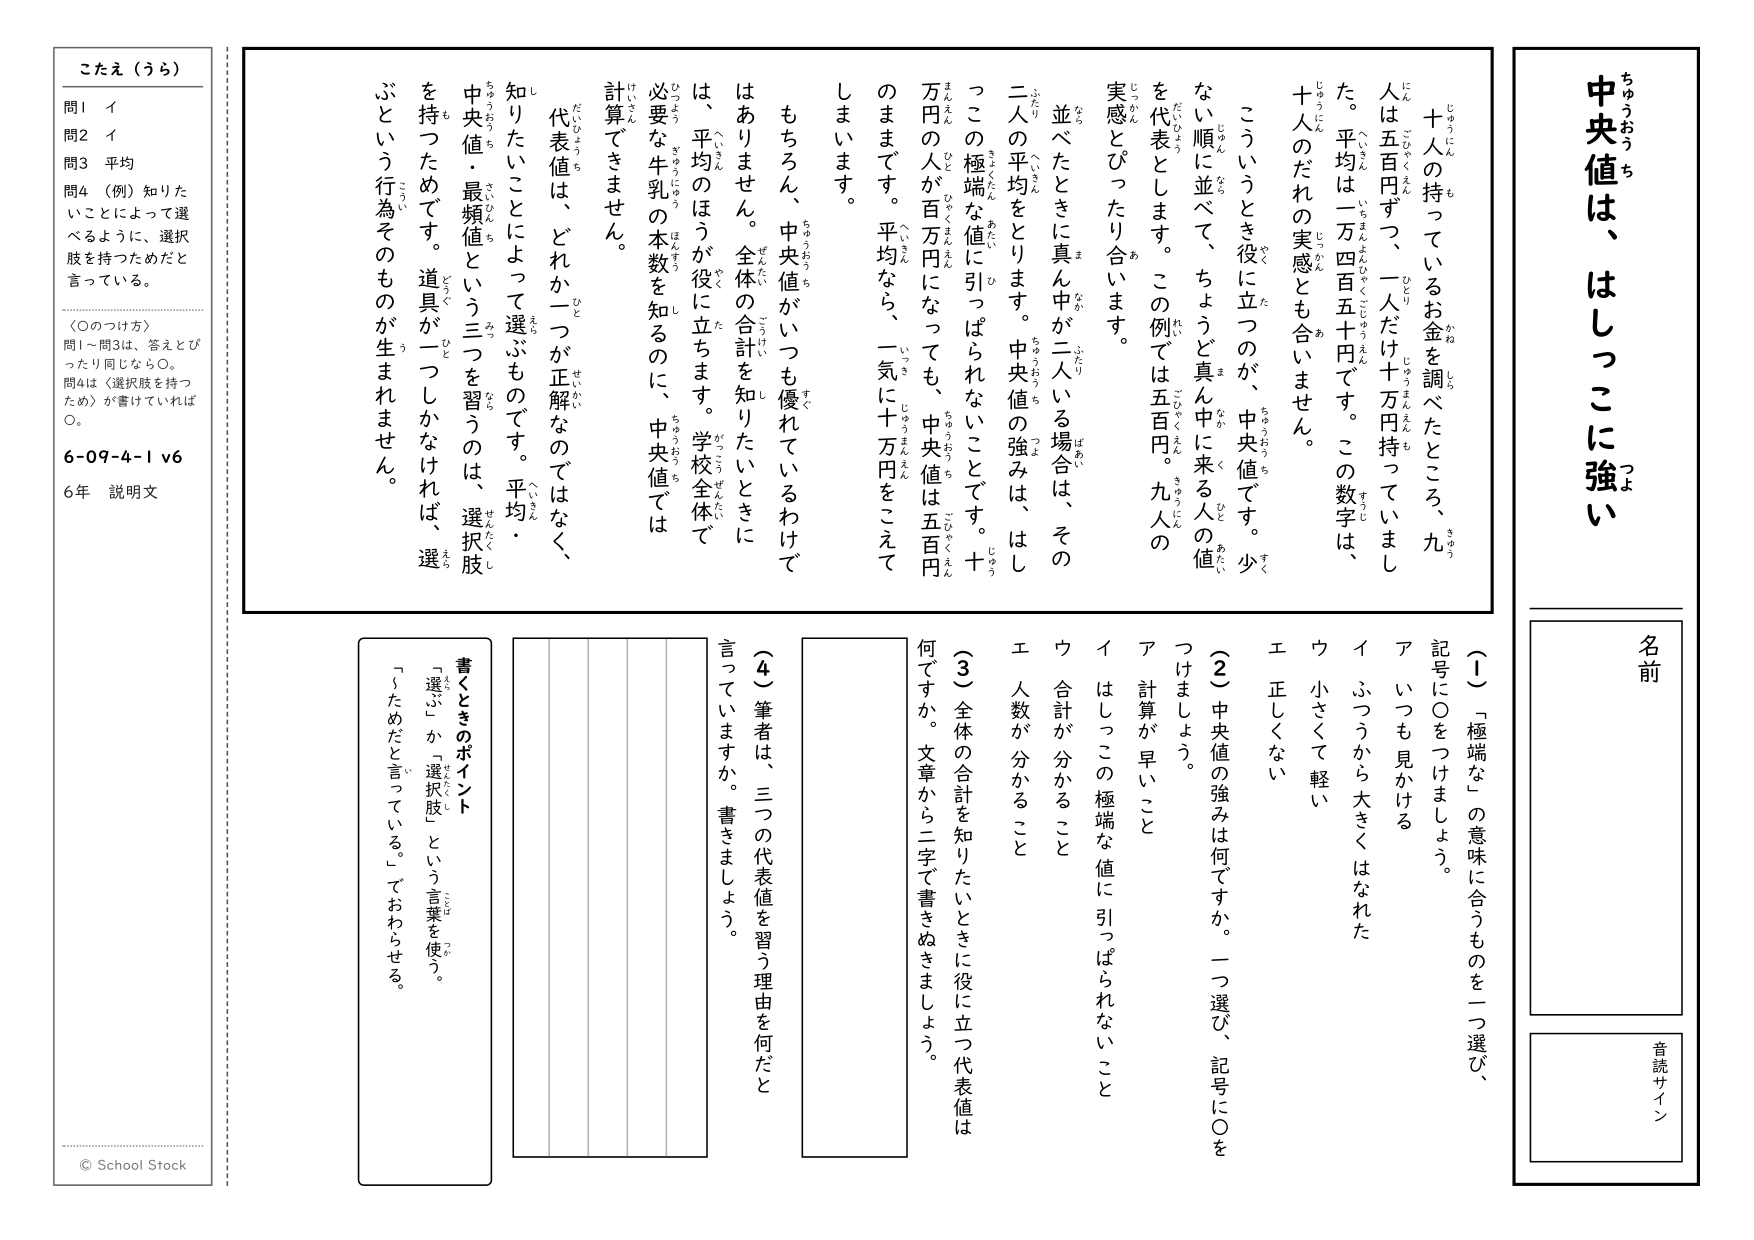 中央値は、はしっこに強い
名前
音読サイン
十人の持っているお金を調べたところ、九
人は五百円ずつ、一人だけ十万円持っていまし
た。平均は一万四百五十円です。この数字は、
十人のだれの実感とも合いません。
こういうとき役に立つのが、中央値です。少
ない順に並べて、ちょうど真ん中に来る人の値
を代表とします。この例では五百円。九人の
実感とぴったり合います。
並べたときに真ん中が二人いる場合は、その
二人の平均をとります。中央値の強みは、はし
っこの極端な値に引っぱられないことです。十
万円の人が百万円になっても、中央値は五百円
のままです。平均なら、一気に十万円をこえて
しまいます。
もちろん、中央値がいつも優れているわけで
はありません。全体の合計を知りたいときに
は、平均のほうが役に立ちます。学校全体で
必要な牛乳の本数を知るのに、中央値では
計算できません。
代表値は、どれか一つが正解なのではなく、
知りたいことによって選ぶものです。平均・
中央値・最頻値という三つを習うのは、選択肢
を持つためです。道具が一つしかなければ、選
ぶという行為そのものが生まれません。
（1）「極端な」の意味に合うものを一つ選び、
記号に〇をつけましょう。
ア いつも 見かける
イ ふつうから 大きく はなれた
ウ 小さくて 軽い
エ 正しくない
（2）中央値の強みは何ですか。一つ選び、記号に〇を
つけましょう。
ア 計算が 早い こと
イ はしっこの 極端な 値に 引っぱられない こと
ウ 合計が 分かる こと
エ 人数が 分かる こと
（3）全体の合計を知りたいときに役に立つ代表値は
何ですか。文章から二字で書きぬきましょう。
（4）筆者は、三つの代表値を習う理由を何だと
言っていますか。書きましょう。
書くときのポイント
「選ぶ」か「選択肢」という言葉を使う。
「～ためだと言っている。」でおわらせる。
こたえ（うら）
問1 イ
問2 イ
問3 平均
問4 （例）知りた
いことによって選
べるように、選択
肢を持つためだと
言っている。
〈〇のつけ方〉
問1～問3は、答えとぴ
ったり同じなら〇。
問4は〈選択肢を持つ
ため〉が書けていれば
〇。
6-09-4-1 v6
6年 説明文
© School Stock